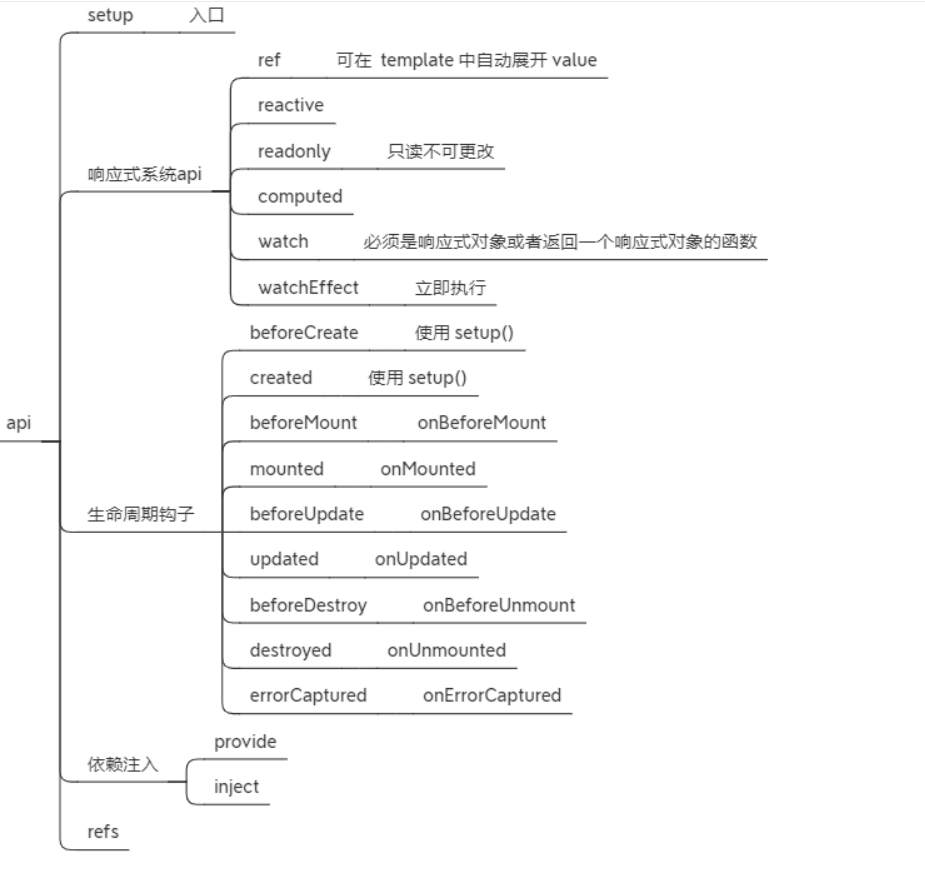 setup 入口
ref 可在 template 中自动展开 value
reactive
readonly 只读不可更改
响应式系统api
computed
watch 必须是响应式对象或者返回一个响应式对象的函数
watchEffect 立即执行
beforeCreate 使用 setup()
created 使用 setup()
api
beforeMount onBeforeMount
mounted onMounted
生命周期钩子
beforeUpdate onBeforeUpdate
updated onUpdated
beforeDestroy onBeforeUnmount
destroyed onUnmounted
errorCaptured onErrorCaptured
provide
依赖注入
inject
refs